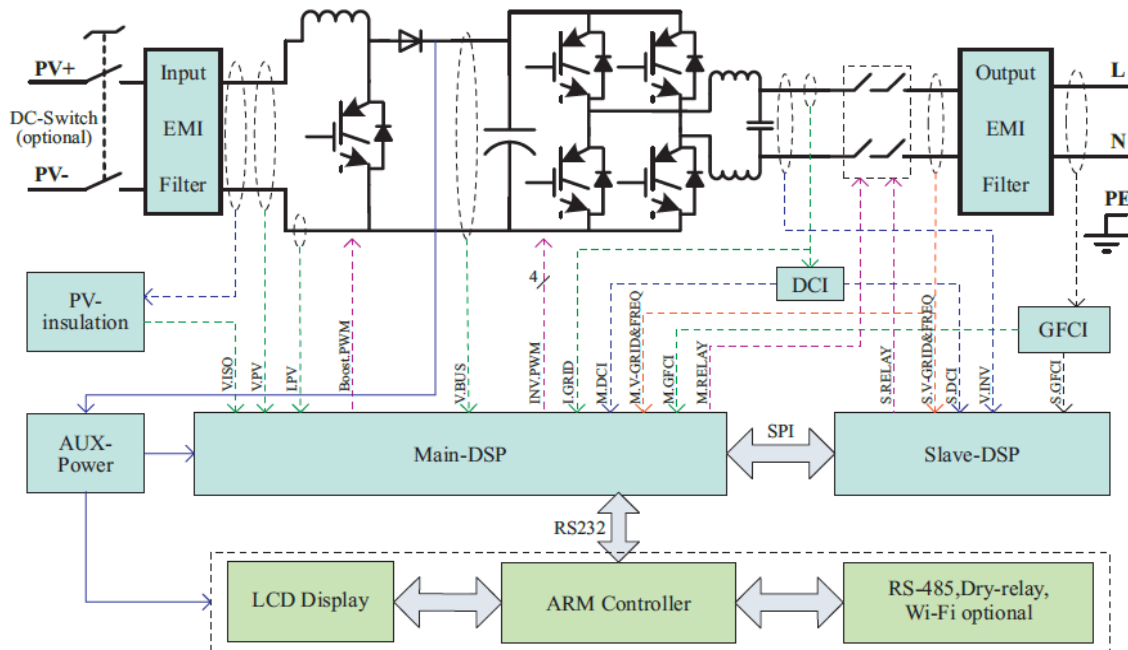 PV+
DC-Switch
(optional)
PV-
Input
EMI
Filter
Output
EMI
Filter
L
N
PE
4
PV-
insulation
DCI
GFCI
V.ISO
V.PV
I.PV
Boost.PWM
V.BUS
INV.PWM
I.GRID
M.DCI
M.V-GRID&FREQ
M.GFCI
M.RELAY
S.RELAY
S.V-GRID&FREQ
S.DCI
V.INV
S.GFCI
AUX-
Power
Main-DSP
SPI
Slave-DSP
RS232
LCD Display
ARM Controller
RS-485,Dry-relay,
Wi-Fi optional